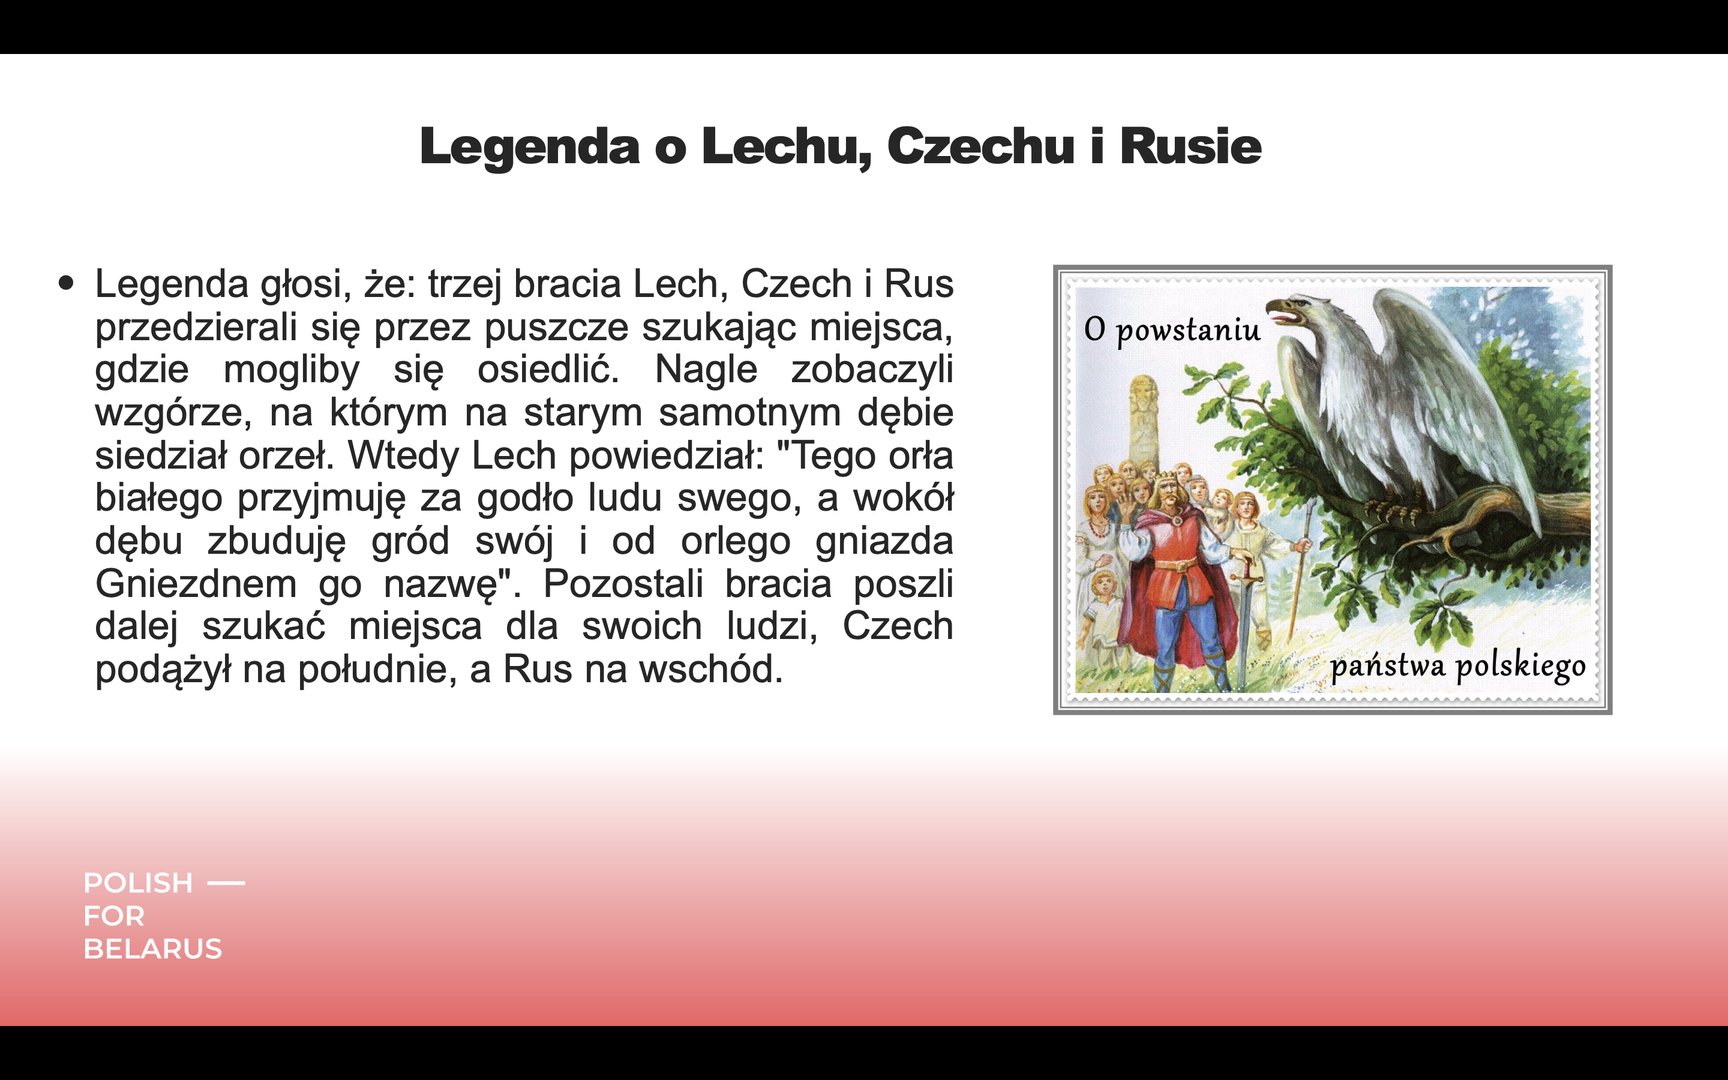 Legenda o Lechu, Czechu i Rusie
• Legenda głosi, że: trzej bracia Lech, Czech i Rus
przedzierali się przez puszcze szukając miejsca,
gdzie mogliby się osiedlić. Nagle zobaczyli
wzgórze, na którym na starym samotnym dębie
siedział orzeł. Wtedy Lech powiedział: "Tego orła
białego przyjmuję za godło ludu swego, a wokół
dębu zbuduję gród swój i od orlego gniazda
Gniezdnem go nazwę". Pozostali bracia poszli
dalej szukać miejsca dla swoich ludzi, Czech
podążył na południe, a Rus na wschód.
O powstaniu
państwa polskiego
POLISH —
FOR
BELARUS